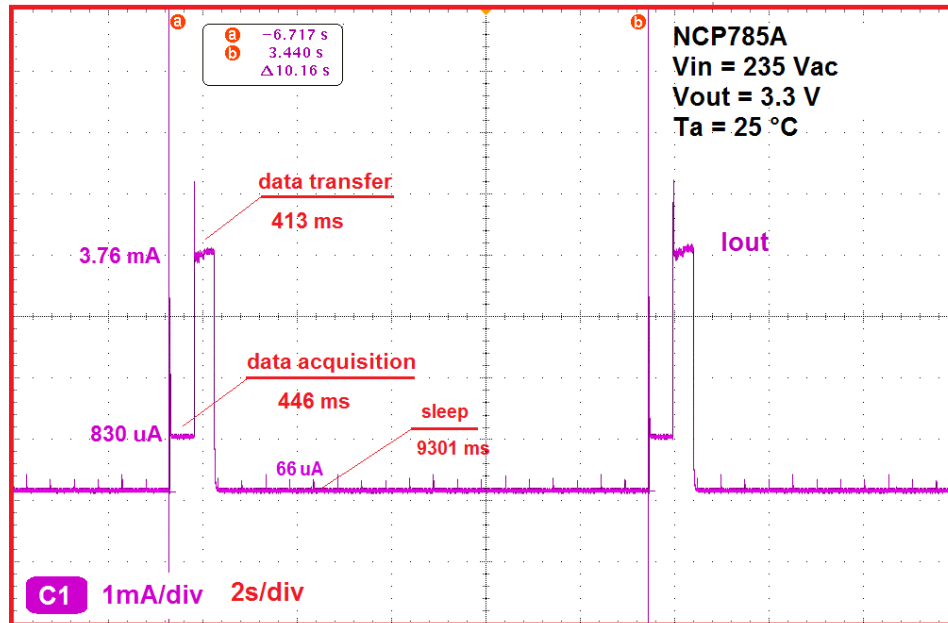 a
b
a −6.717 s
b 3.440 s
Δ10.16 s
NCP785A
Vin = 235 Vac
Vout = 3.3 V
Ta = 25 °C
data transfer
413 ms
3.76 mA
Iout
data acquisition
446 ms
sleep
830 uA
9301 ms
66 uA
C1 1mA/div 2s/div